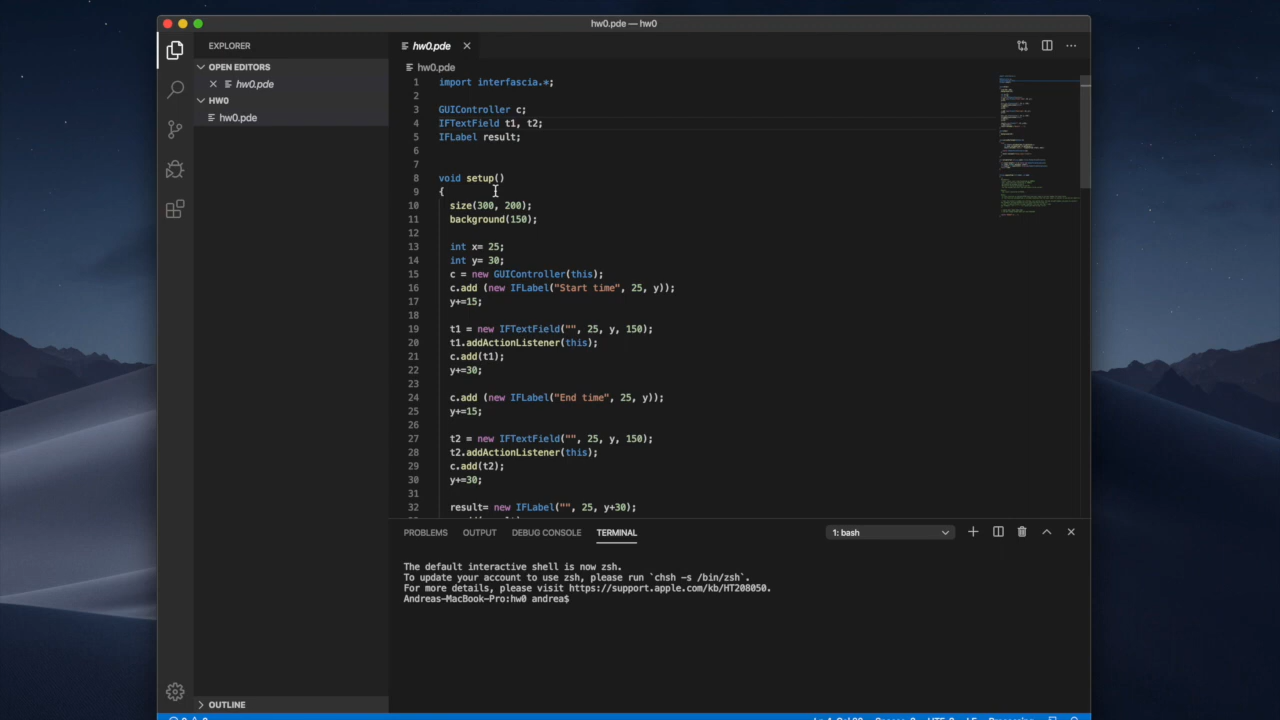 hw0.pde — hw0
EXPLORER
OPEN EDITORS
hw0.pde
HW0
hw0.pde
OUTLINE
hw0.pde
hw0.pde
1 import interfascia.*;
2
3 GUIController c;
4 IFTextField t1, t2;
5 IFLabel result;
6
7
8 void setup()
9 {
10 size(300, 200);
11 background(150);
12
13 int x= 25;
14 int y= 30;
15 c = new GUIController(this);
16 c.add (new IFLabel("Start time", 25, y));
17 y+=15;
18
19 t1 = new IFTextField("", 25, y, 150);
20 t1.addActionListener(this);
21 c.add(t1);
22 y+=30;
23
24 c.add (new IFLabel("End time", 25, y));
25 y+=15;
26
27 t2 = new IFTextField("", 25, y, 150);
28 t2.addActionListener(this);
29 c.add(t2);
30 y+=30;
31
32 result= new IFLabel("", 25, y+30);
PROBLEMS OUTPUT DEBUG CONSOLE TERMINAL 1: bash
The default interactive shell is now zsh.
To update your account to use zsh, please run `chsh -s /bin/zsh`.
For more details, please visit https://support.apple.com/kb/HT208050.
Andreas-MacBook-Pro:hw0 andrea$